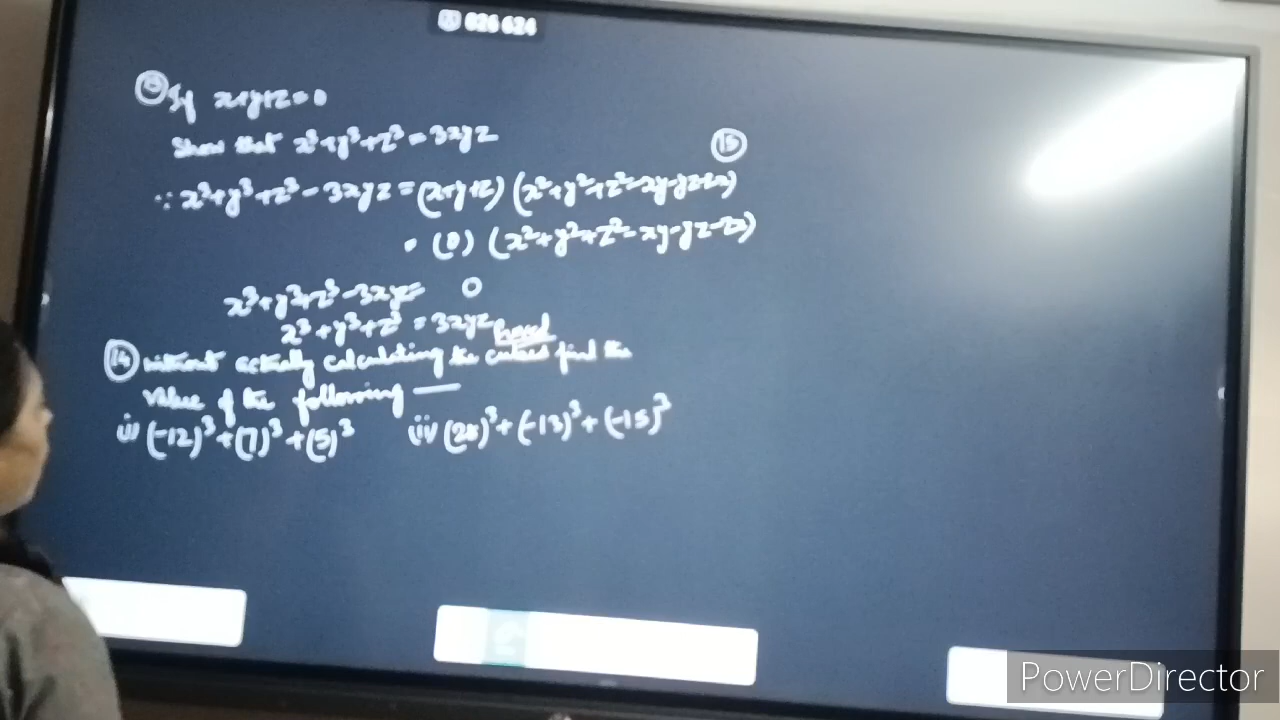 626 624
⑬ If x+y+z=0
Show that x³+y³+z³=3xyz
⑮
∵ x³+y³+z³-3xyz=(x+y+z)(x²+y²+z²-xy-yz-zx)
= (0) (x²+y²+z²-xy-yz-zx)
x³+y³+z³-3xyz= 0
x³+y³+z³=3xyz Proved
⑭ without actually calculating the cubes find the
value of the following —
(i) (-12)³+(7)³+(5)³ (ii) (28)³+(-13)³+(-15)³
PowerDirector